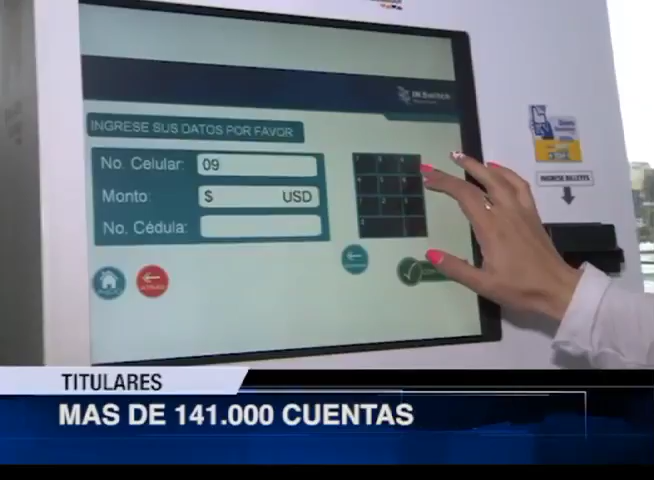 INGRESE SUS DATOS POR FAVOR
No. Celular: 09
Monto: $ USD
No. Cédula:
INGRESE BILLETES
TITULARES
MAS DE 141.000 CUENTAS